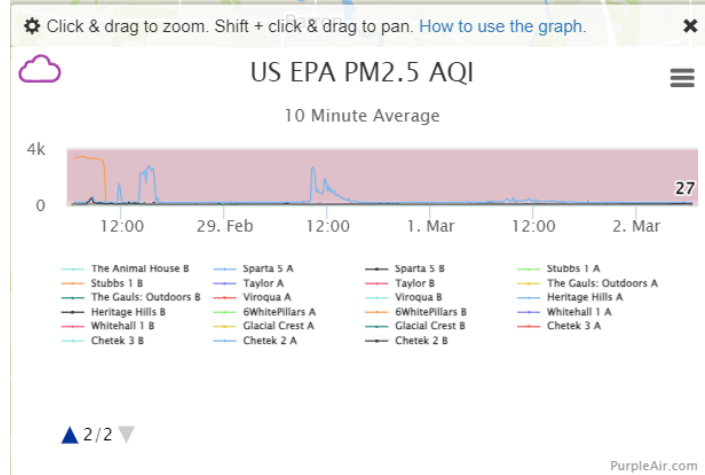 Click & drag to zoom. Shift + click & drag to pan. How to use the graph.
US EPA PM2.5 AQI
10 Minute Average
4k
27
0
12:00 29. Feb 12:00 1. Mar 12:00 2. Mar
The Animal House B Sparta 5 A Sparta 5 B Stubbs 1 A
Stubbs 1 B Taylor A Taylor B The Gauls: Outdoors A
The Gauls: Outdoors B Viroqua A Viroqua B Heritage Hills A
Heritage Hills B 6WhitePillars A 6WhitePillars B Whitehall 1 A
Whitehall 1 B Glacial Crest A Glacial Crest B Chetek 3 A
Chetek 3 B Chetek 2 A Chetek 2 B
2/2
PurpleAir.com